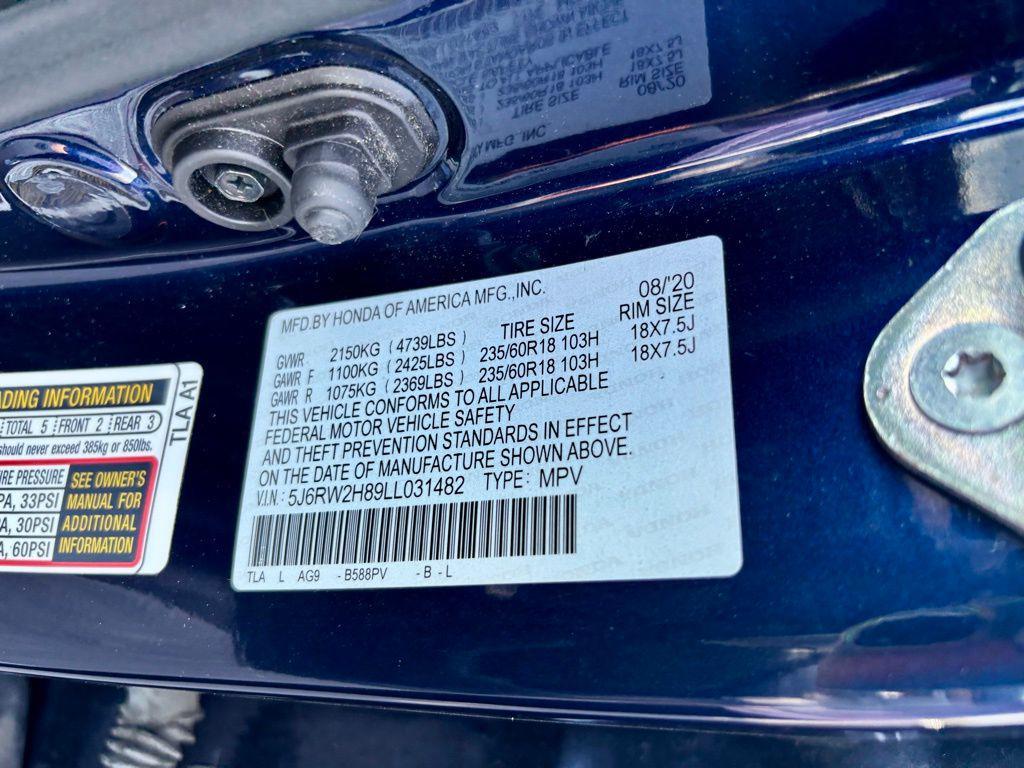 MFD.BY HONDA OF AMERICA MFG.,INC. 08/'20
GVWR 2150KG (4739LBS) TIRE SIZE RIM SIZE
GAWR F 1100KG (2425LBS) 235/60R18 103H 18X7.5J
GAWR R 1075KG (2369LBS) 235/60R18 103H 18X7.5J
THIS VEHICLE CONFORMS TO ALL APPLICABLE
FEDERAL MOTOR VEHICLE SAFETY
AND THEFT PREVENTION STANDARDS IN EFFECT
ON THE DATE OF MANUFACTURE SHOWN ABOVE.
V.I.N.: 5J6RW2H89LL031482 TYPE: MPV
TLA L AG9 -B588PV -B-L
ADING INFORMATION
TOTAL 5 FRONT 2 REAR 3
should never exceed 385kg or 850lbs.
RE PRESSURE
PA, 33PSI
A, 30PSI
A, 60PSI
SEE OWNER'S
MANUAL FOR
ADDITIONAL
INFORMATION
TLA A1